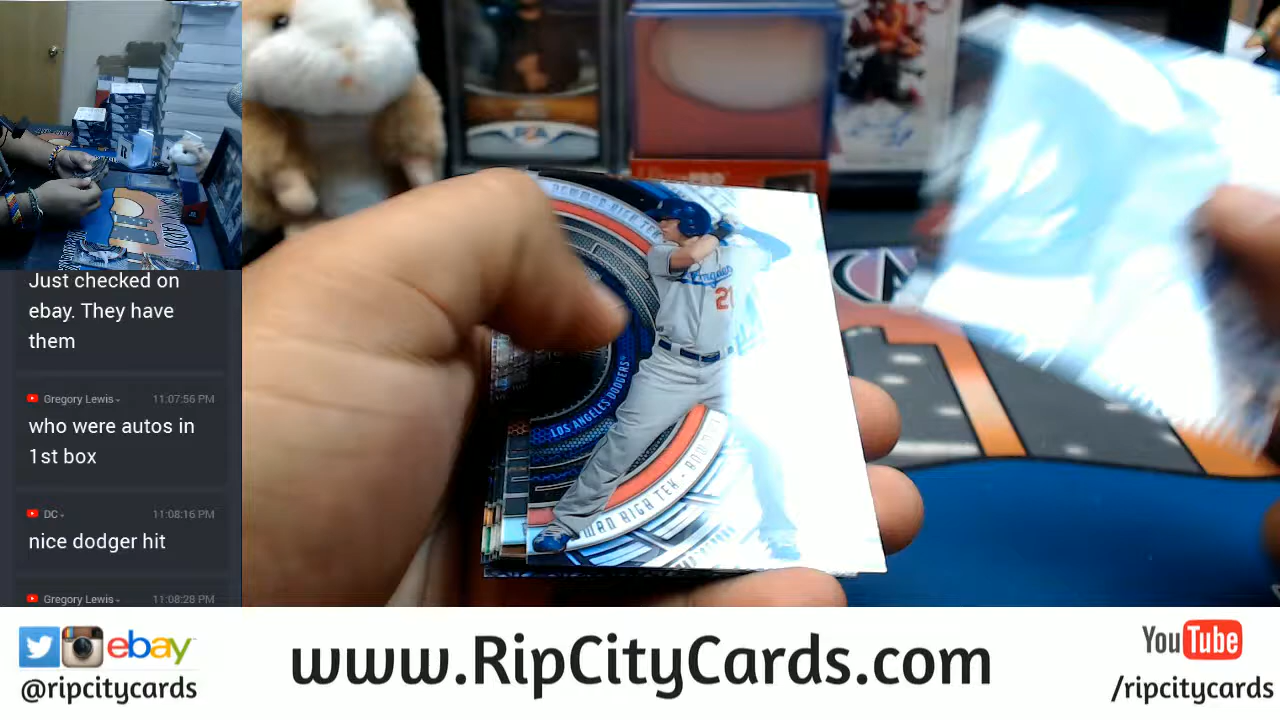 Just checked on
ebay. They have
them
Gregory Lewis 11:07:56 PM
who were autos in
1st box
DC 11:08:16 PM
nice dodger hit
Gregory Lewis 11:08:28 PM
PSA
Angeles
LOS ANGELES DODGERS
ebay
@ripcitycards
www.RipCityCards.com
YouTube
/ripcitycards